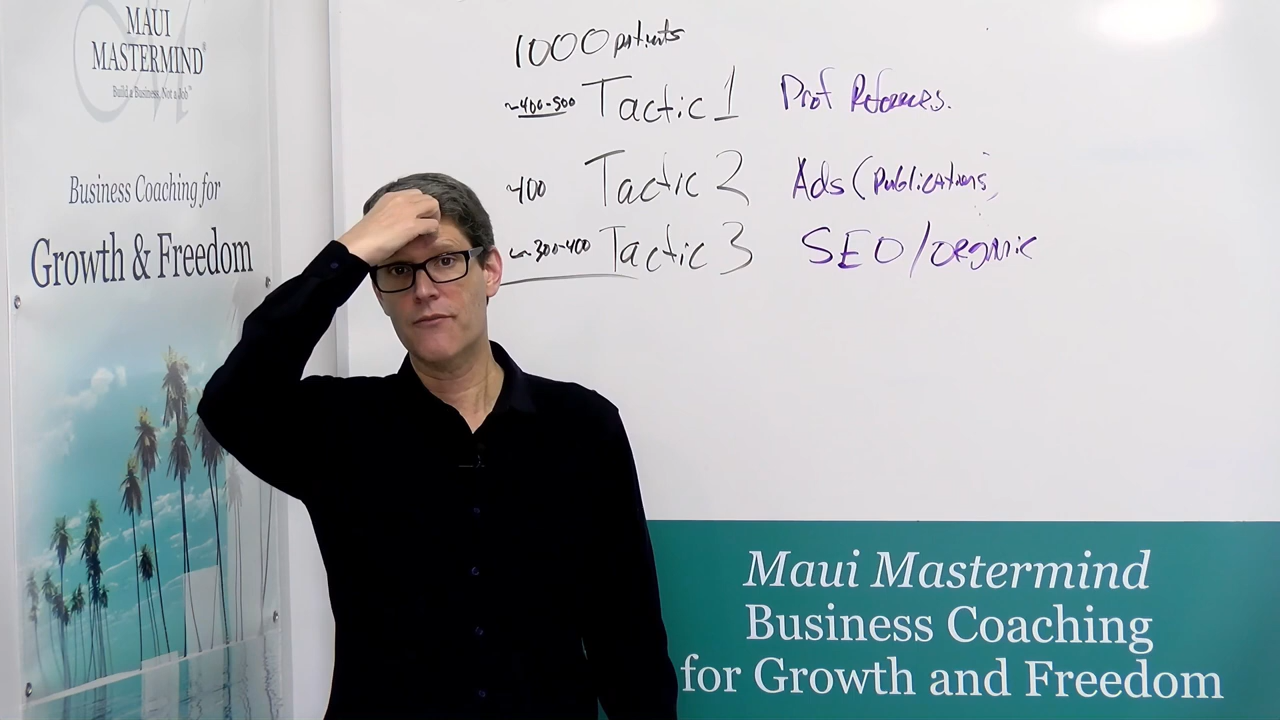 MAUI
MASTERMIND®
Build a Business, Not a Job™
Business Coaching for
Growth & Freedom
1000 patients
~400-500 Tactic 1 Prof References.
~400 Tactic 2 Ads (Publications,
~300-400 Tactic 3 SEO/organic
Maui Mastermind
Business Coaching
for Growth and Freedom